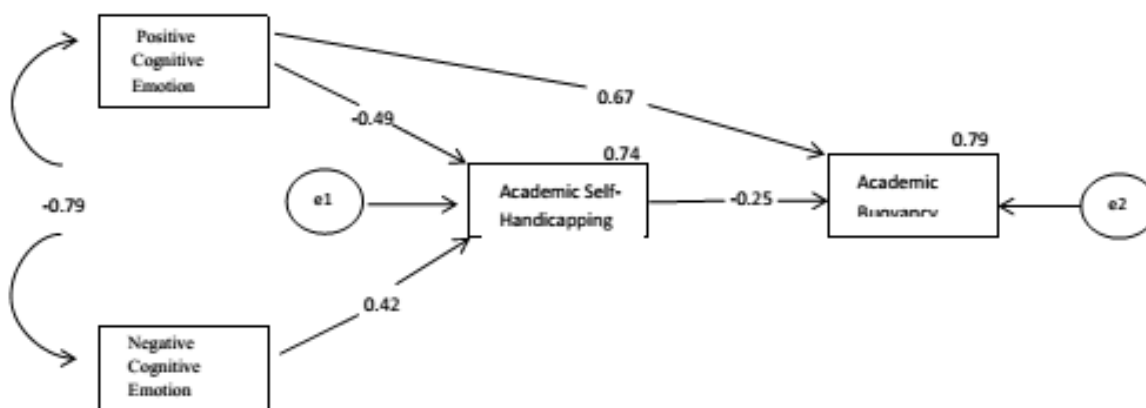 Positive
Cognitive
Emotion
0.67
-0.49
0.74
0.79
e1
Academic Self-
Handicapping
-0.25
Academic
Buoyancy
e2
-0.79
0.42
Negative
Cognitive
Emotion